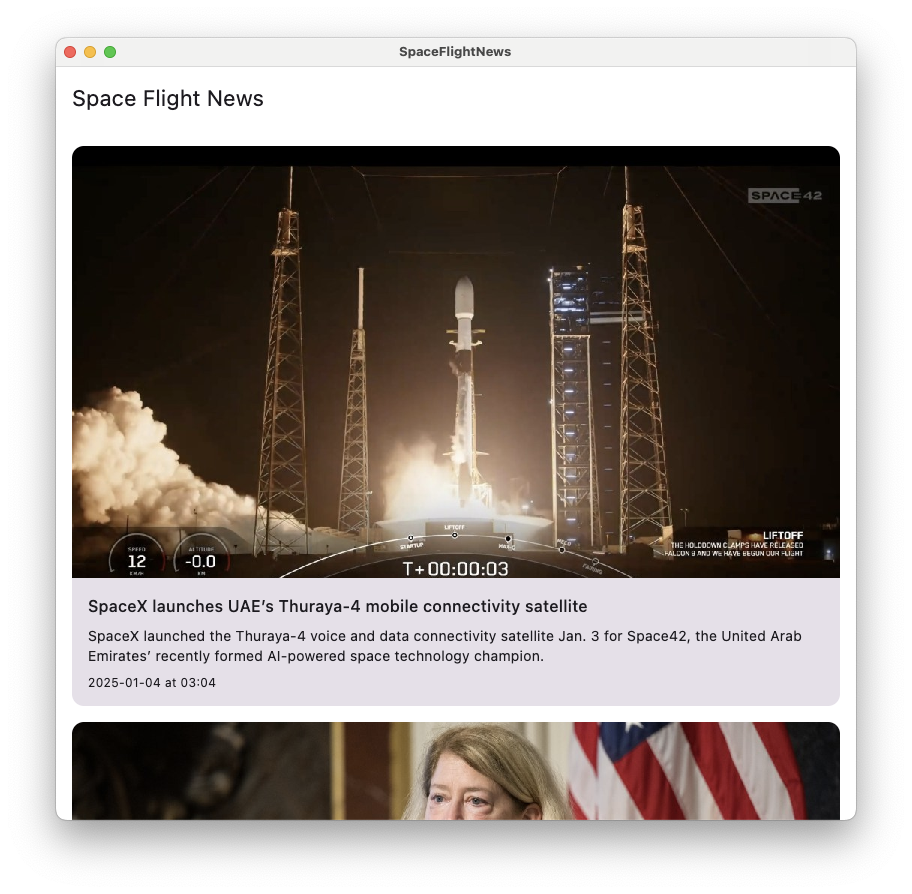 SpaceFlightNews
Space Flight News
SPACE42
LIFTOFF
STARTUP
MAX-Q
MECO
FAIRING
SPEED
12
KM/H
ALTITUDE
-0.0
KM
T+00:00:03
LIFTOFF
THE HOLDDOWN CLAMPS HAVE RELEASED
FALCON 9 AND WE HAVE BEGUN OUR FLIGHT
SpaceX launches UAE’s Thuraya-4 mobile connectivity satellite
SpaceX launched the Thuraya-4 voice and data connectivity satellite Jan. 3 for Space42, the United Arab
Emirates’ recently formed AI-powered space technology champion.
2025-01-04 at 03:04